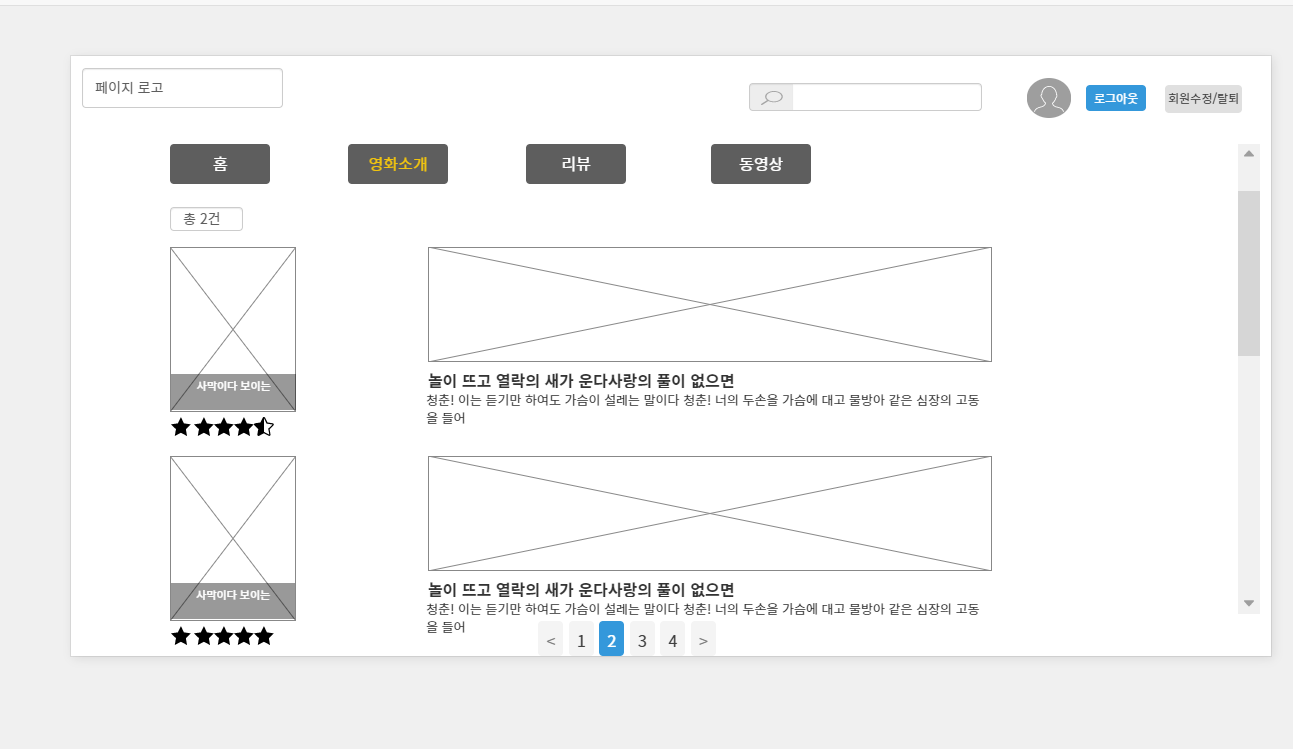 페이지 로고
로그아웃
회원수정/탈퇴
홈
영화소개
리뷰
동영상
총 2건
사막이다 보이는
놀이 뜨고 열락의 새가 운다사랑의 풀이 없으면
청춘! 이는 듣기만 하여도 가슴이 설레는 말이다 청춘! 너의 두손을 가슴에 대고 물방아 같은 심장의 고동
을 들어
사막이다 보이는
놀이 뜨고 열락의 새가 운다사랑의 풀이 없으면
청춘! 이는 듣기만 하여도 가슴이 설레는 말이다 청춘! 너의 두손을 가슴에 대고 물방아 같은 심장의 고동
을 들어
< 1 2 3 4 >